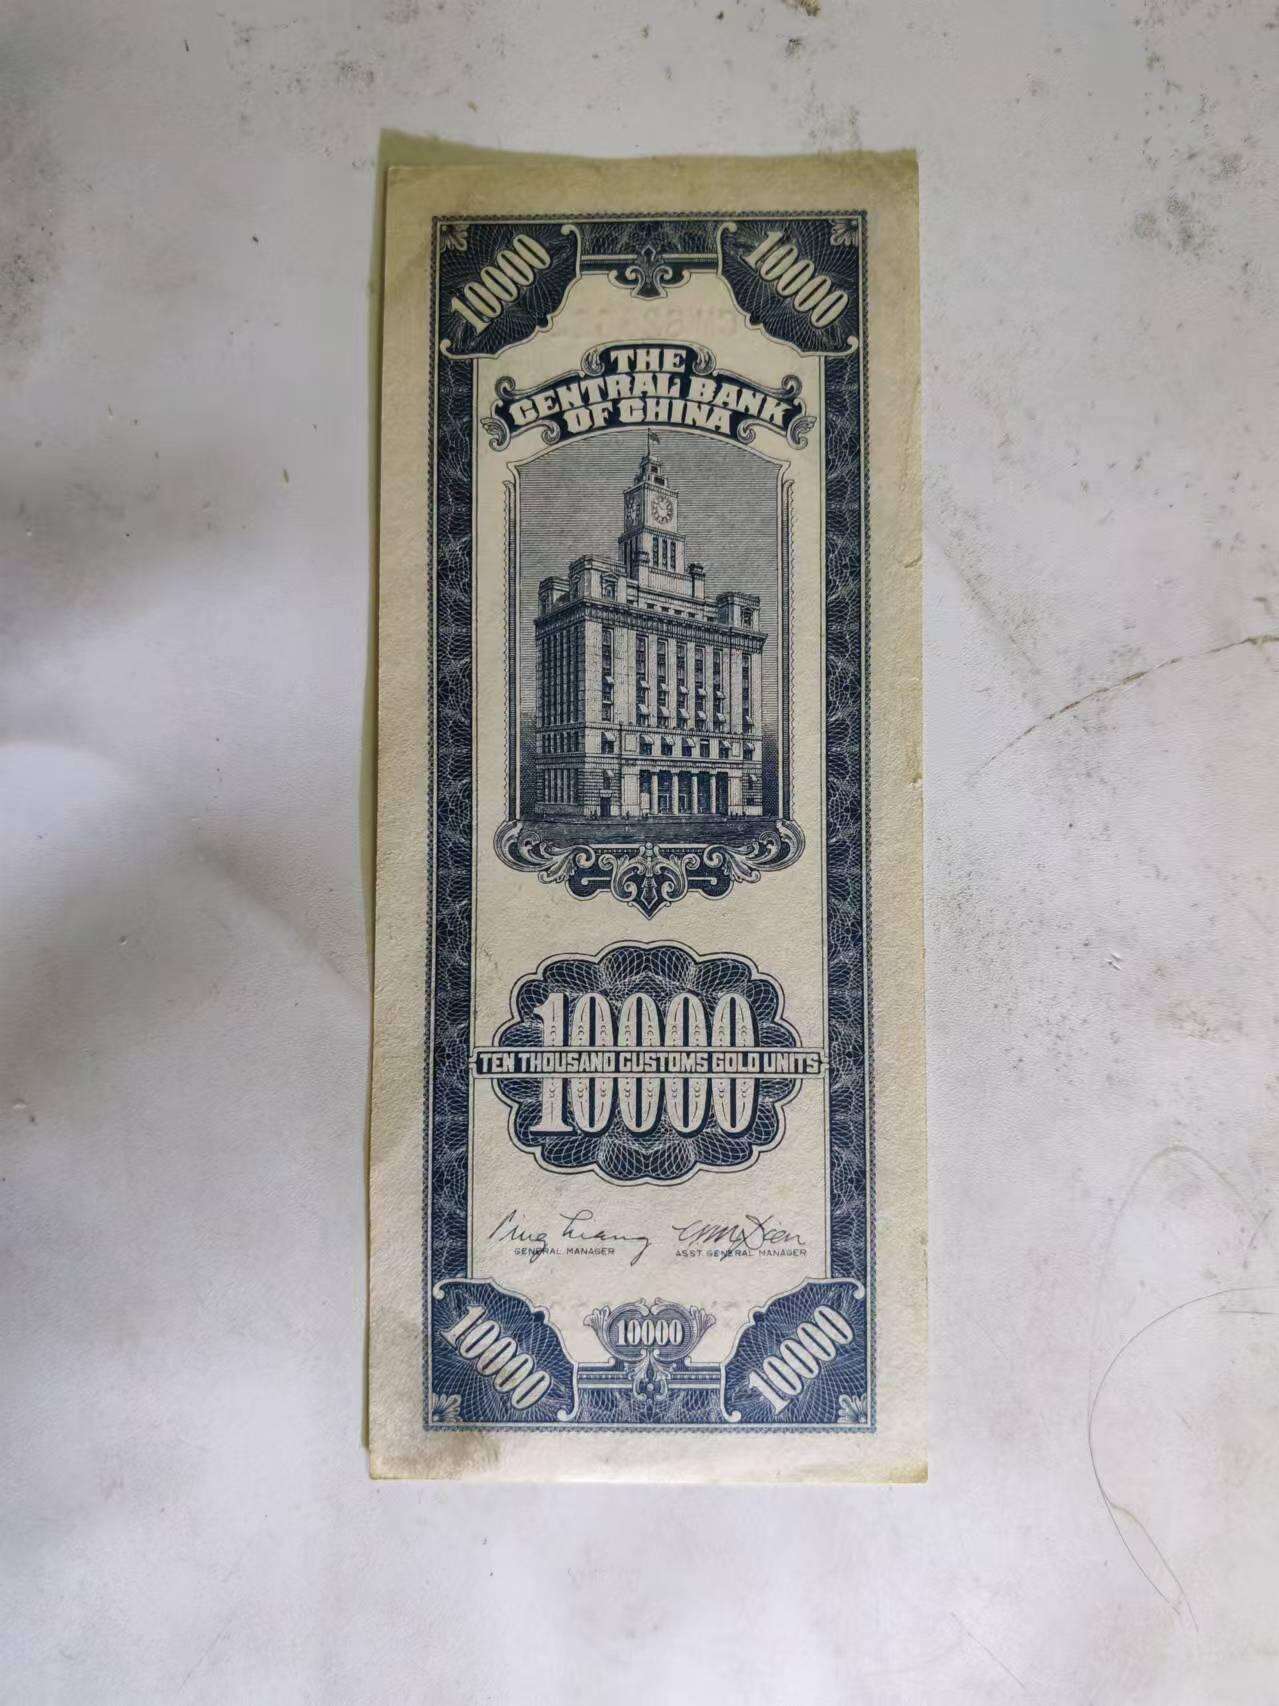 10000 10000
THE
CENTRAL BANK
OF CHINA
10000
TEN THOUSAND CUSTOMS GOLD UNITS
GENERAL MANAGER ASST. GENERAL MANAGER
10000 10000 10000